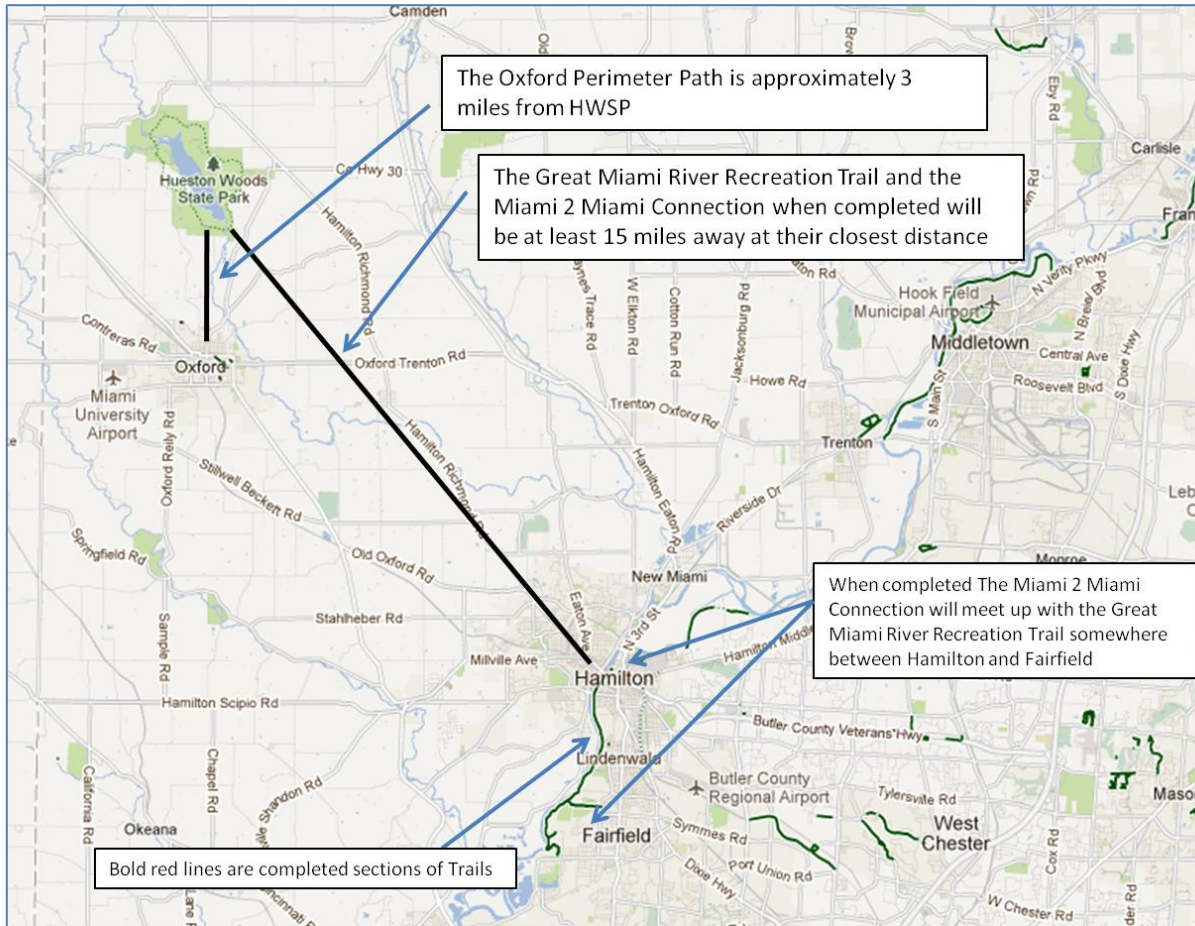 Camden
The Oxford Perimeter Path is approximately 3
miles from HWSP
Eby Rd
Carlisle
Hueston Woods
State Park
Co Hwy 30
The Great Miami River Recreation Trail and the
Miami 2 Miami Connection when completed will
be at least 15 miles away at their closest distance
Hamilton Richmond Rd
W Elkton Rd
Cotton Run Rd
Jacksonburg Rd
N Verity Pkwy
Hook Field
Municipal Airport
N Breiel Blvd
S Dixie Hwy
Contreras Rd
Oxford
Oxford Trenton Rd
Middletown
Central Ave
Roosevelt Blvd
Miami
University
Airport
Howe Rd
Trenton Oxford Rd
S Main St
Trenton
Oxford Reily Rd
Hamilton Richmond Rd
Stillwell Beckett Rd
Hamilton Eaton Rd
Riverside Dr
Springfield Rd
Old Oxford Rd
Monroe
New Miami
Eaton Ave
N 3rd St
Stahlheber Rd
Sample Rd
Millville Ave
Hamilton
When completed The Miami 2 Miami
Connection will meet up with the Great
Miami River Recreation Trail somewhere
between Hamilton and Fairfield
Hamilton Scipio Rd
Butler County Veterans Hwy
Lindenwald
Butler County
Regional Airport
California Rd
Chapel Rd
Tylersville Rd
Okeana
Fairfield
Symmes Rd
West
Chester
Cox Rd
Bold red lines are completed sections of Trails
Port Union Rd
Dixie Hwy
W Chester Rd